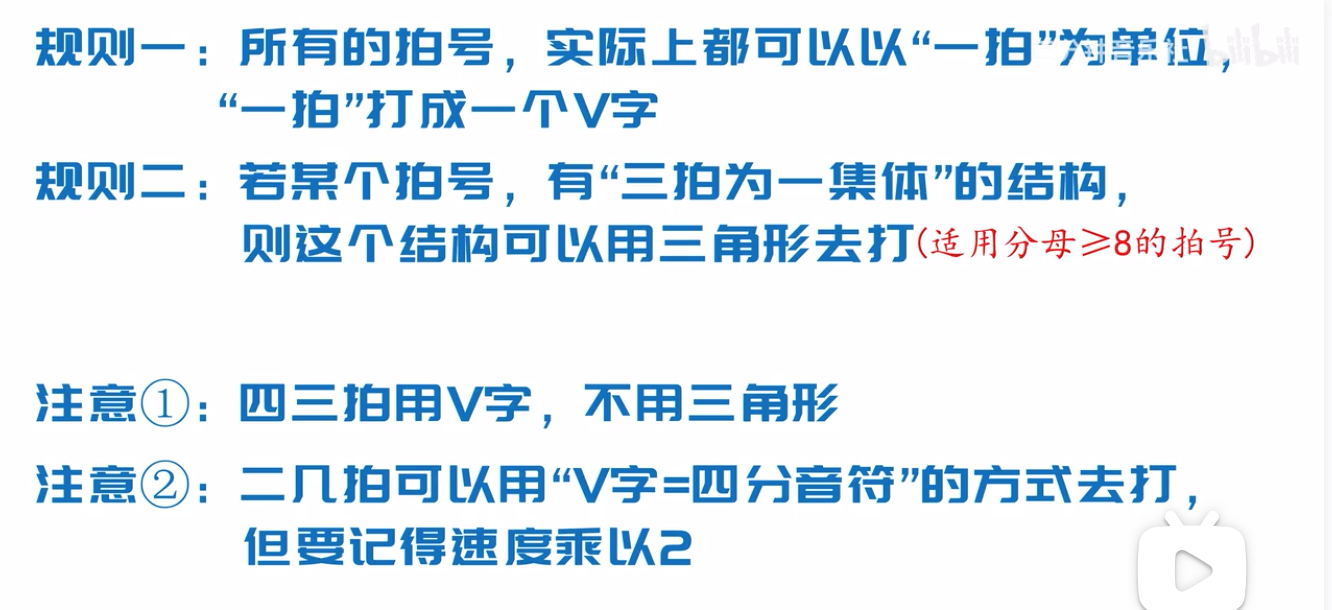 规则一：所有的拍号，实际上都可以以“一拍”为单位，
“一拍”打成一个V字
规则二：若某个拍号，有“三拍为一集体”的结构，
则这个结构可以用三角形去打(适用分母≥8的拍号)
注意①：四三拍用V字，不用三角形
注意②：二几拍可以用“V字=四分音符”的方式去打，
但要记得速度乘以2
bilibili